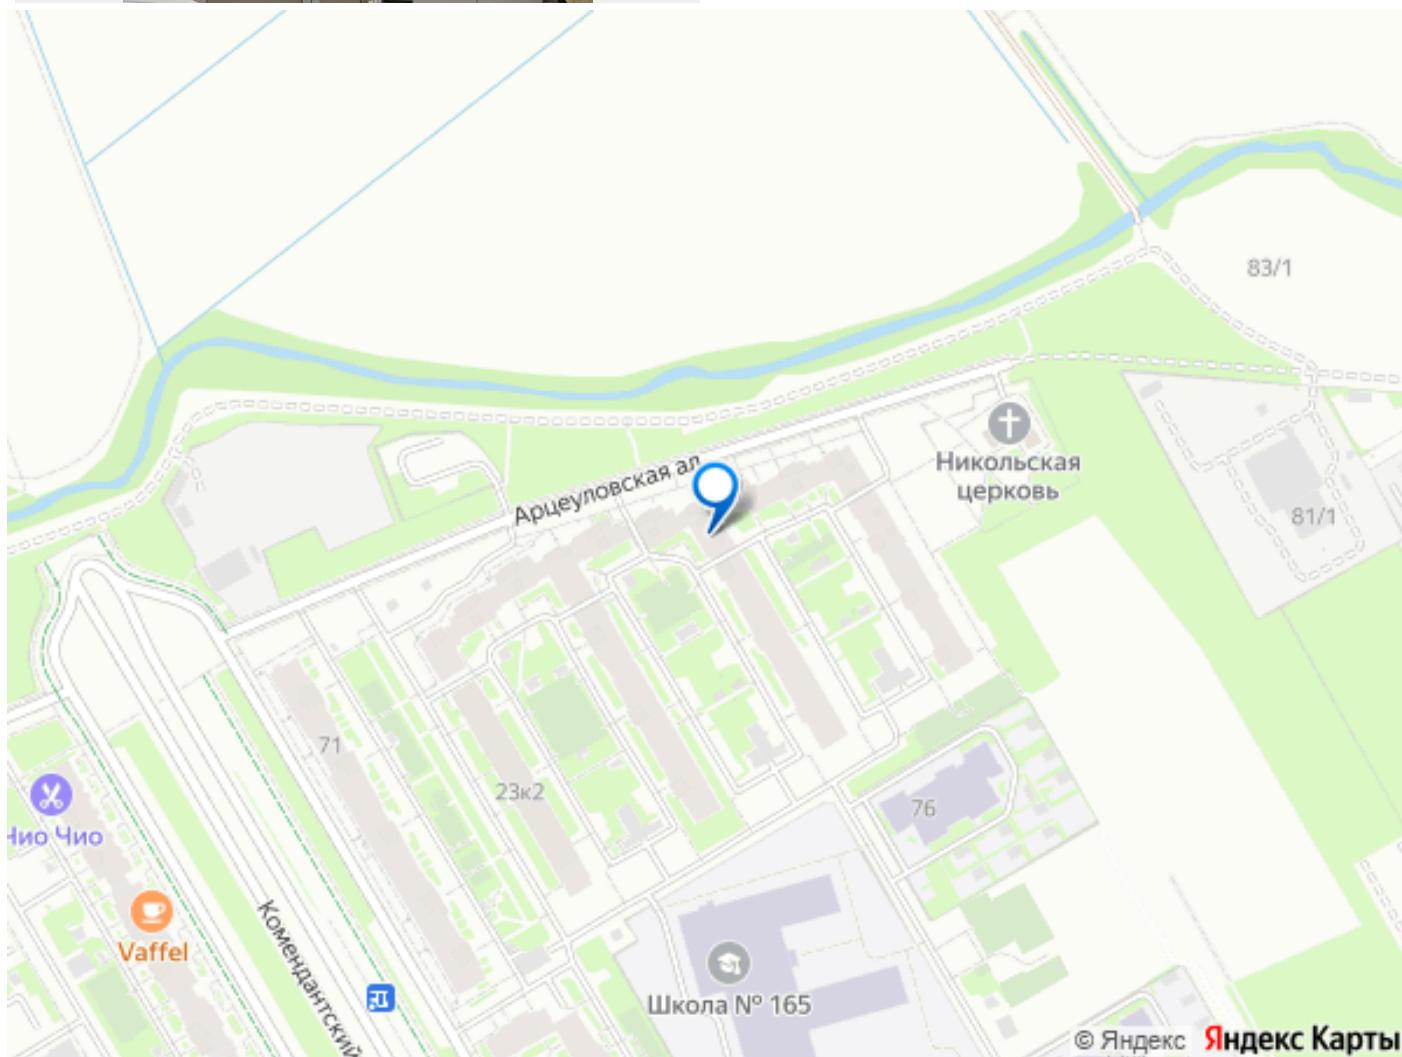 83/1
Никольская
церковь
Арцеуловская ал.
81/1
71
23к2
76
Чио Чио
Vaffel
Комендантский
Школа № 165
© Яндекс Яндекс Карты